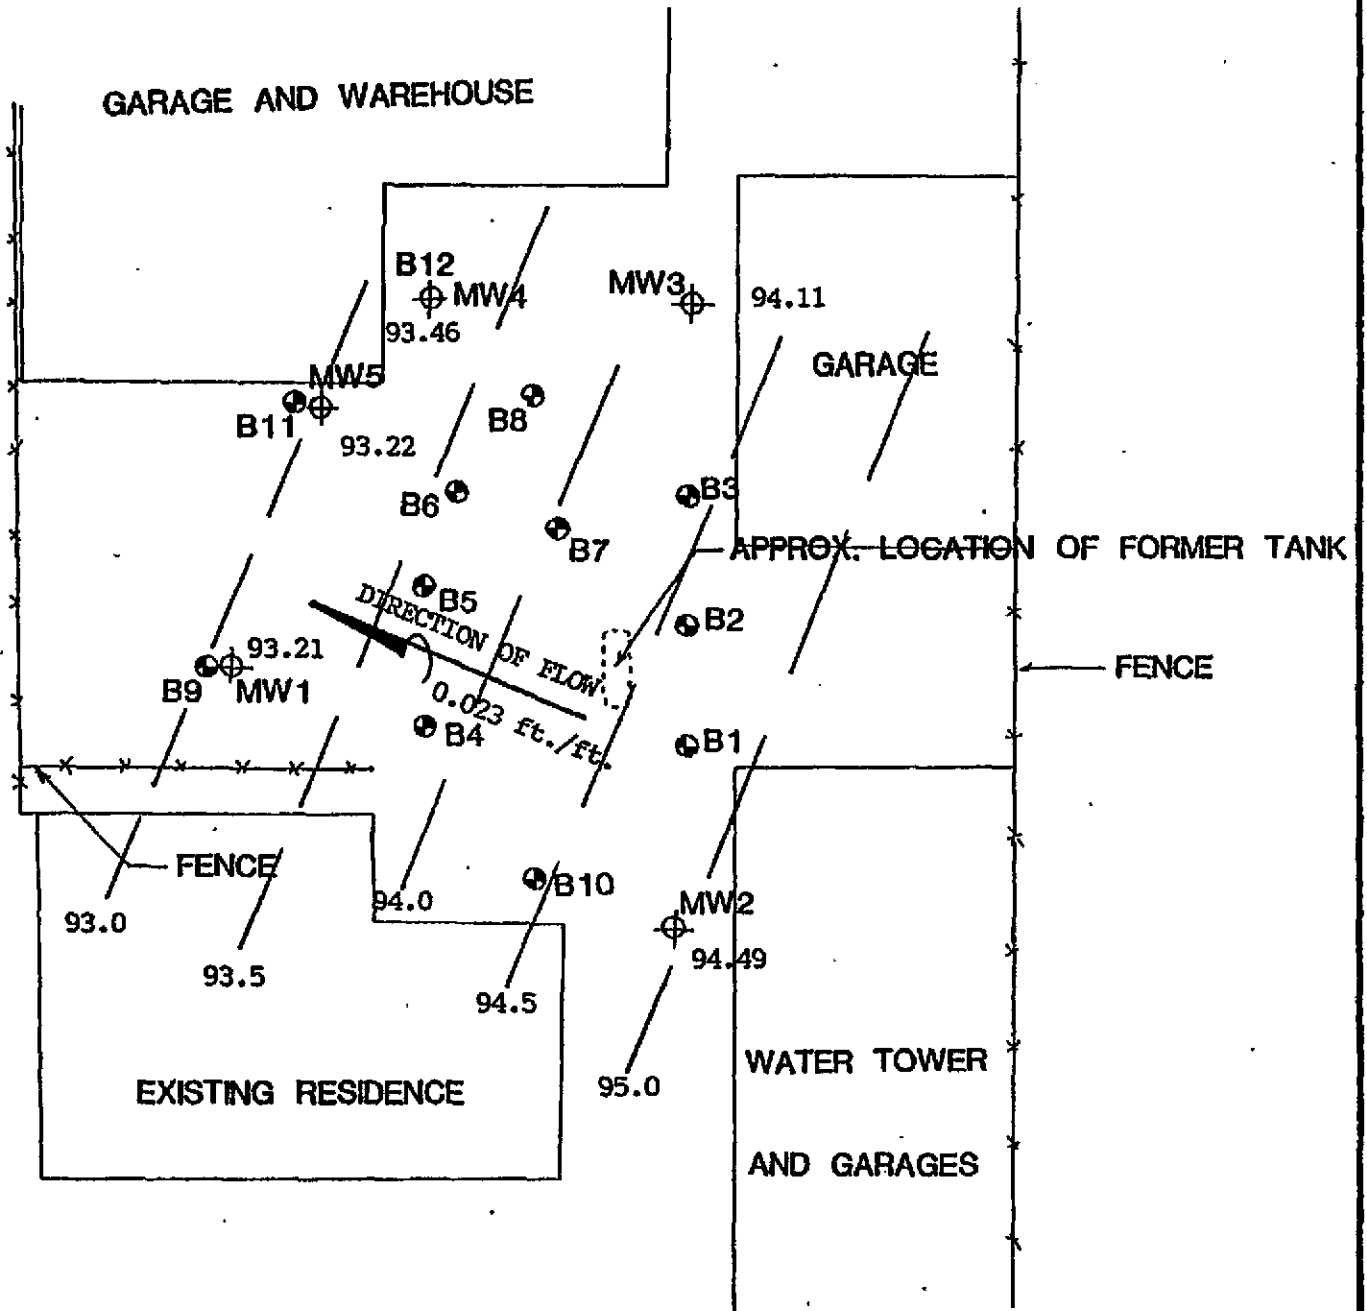 GARAGE AND WAREHOUSE
B12
MW4
93.46
MW3
94.11
GARAGE
MW5
B11
93.22
B8
B6
B3
B7
APPROX. LOCATION OF FORMER TANK
B5
DIRECTION OF FLOW
0.023 ft./ft.
B2
93.21
B9
MW1
FENCE
B4
B1
FENCE
93.0
93.5
94.0
B10
94.5
MW2
94.49
95.0
EXISTING RESIDENCE
WATER TOWER
AND GARAGES